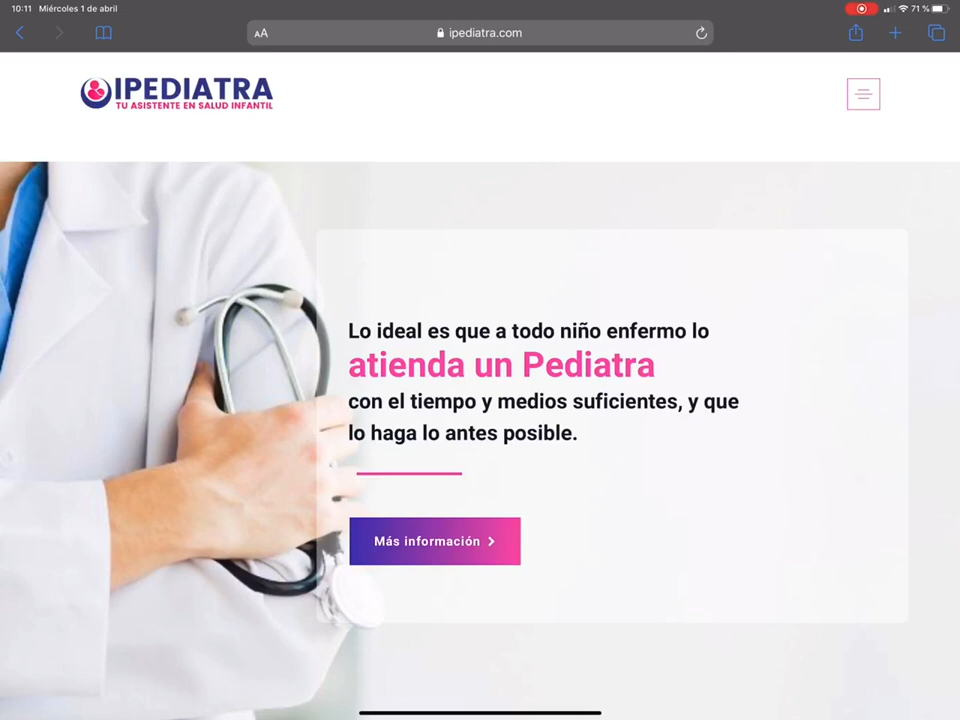 10:11 Miércoles 1 de abril 71 %
AA ipediatra.com
IPEDIATRA
TU ASISTENTE EN SALUD INFANTIL
Lo ideal es que a todo niño enfermo lo
atienda un Pediatra
con el tiempo y medios suficientes, y que
lo haga lo antes posible.
Más información